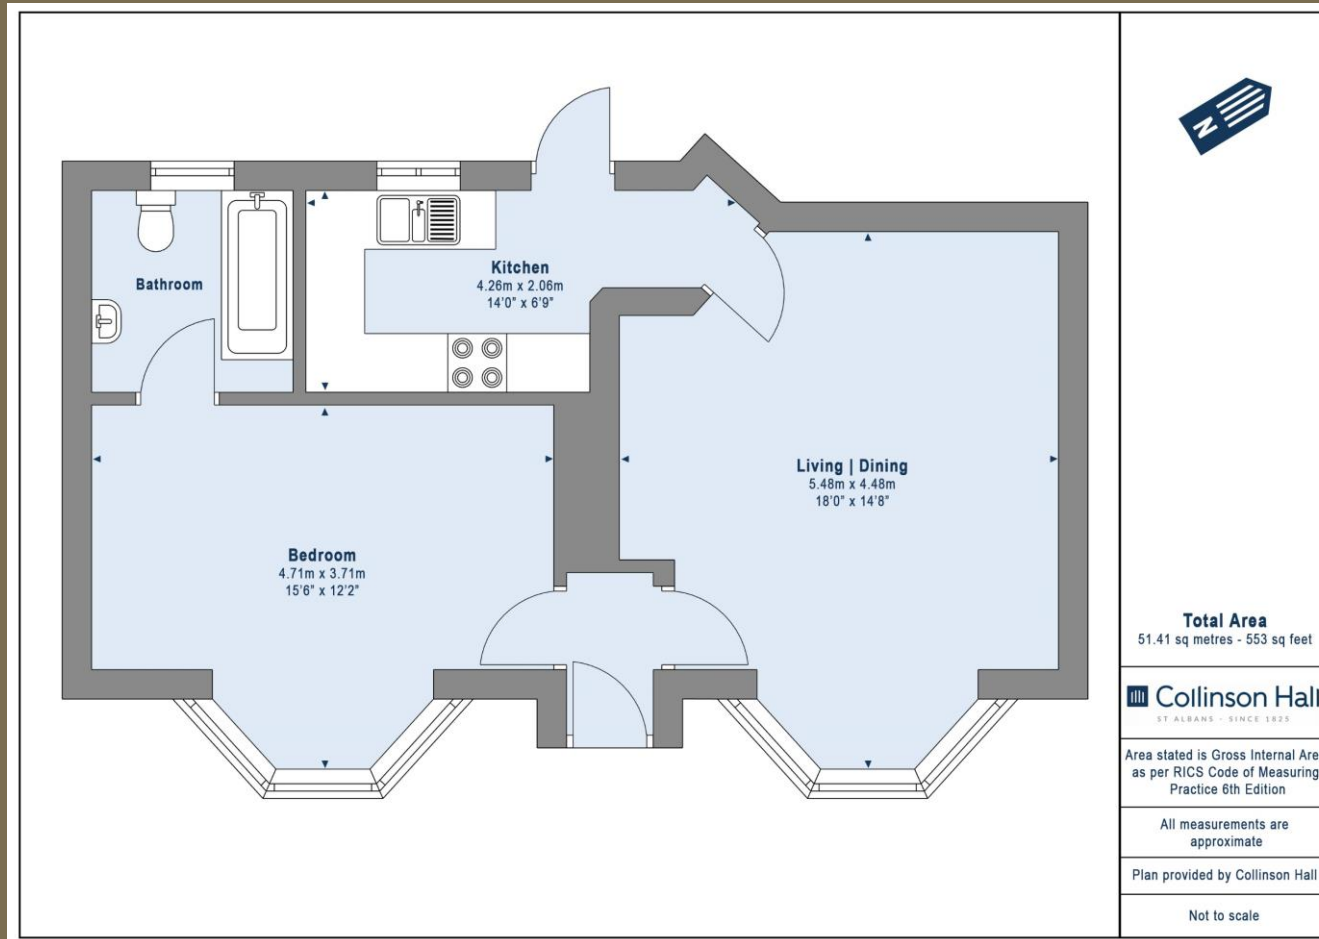 N
Bathroom
Kitchen
4.26m x 2.06m
14'0" x 6'9"
Living | Dining
5.48m x 4.48m
18'0" x 14'8"
Bedroom
4.71m x 3.71m
15'6" x 12'2"
Total Area
51.41 sq metres - 553 sq feet
Collinson Hall
ST ALBANS - SINCE 1825
Area stated is Gross Internal Are
as per RICS Code of Measuring
Practice 6th Edition
All measurements are
approximate
Plan provided by Collinson Hall
Not to scale